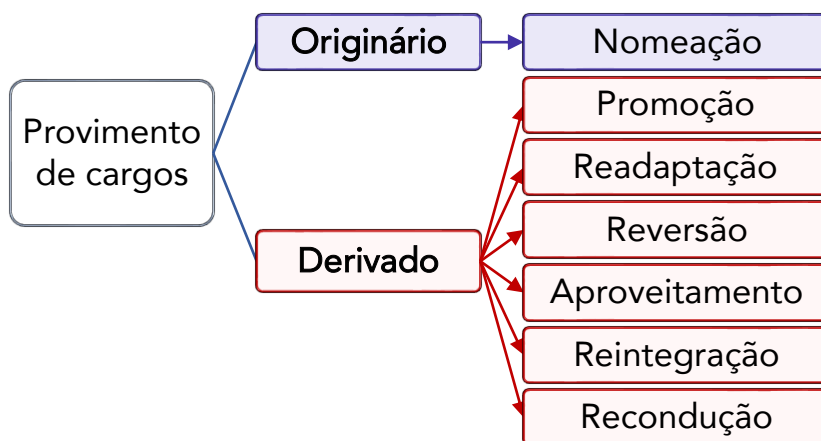 Provimento
de cargos
Originário
Nomeação
Derivado
Promoção
Readaptação
Reversão
Aproveitamento
Reintegração
Recondução